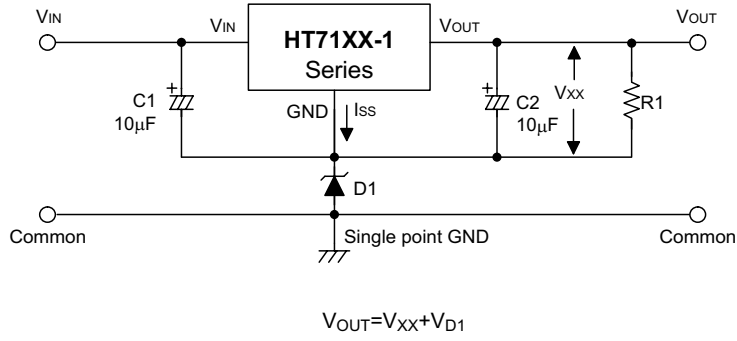 VIN
VIN
HT71XX-1
Series
VOUT
VOUT
C1
10μF
GND
ISS
C2
10μF
VXX
R1
D1
Common
Single point GND
Common
VOUT=VXX+VD1